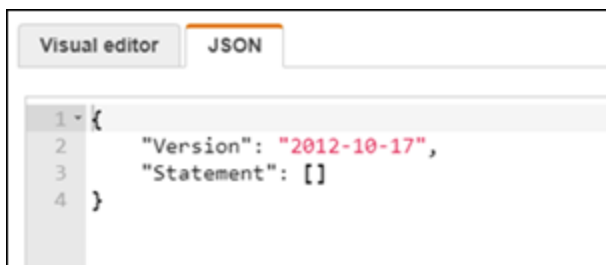 Visual editor JSON
1 {
2 "Version": "2012-10-17",
3 "Statement": []
4 }